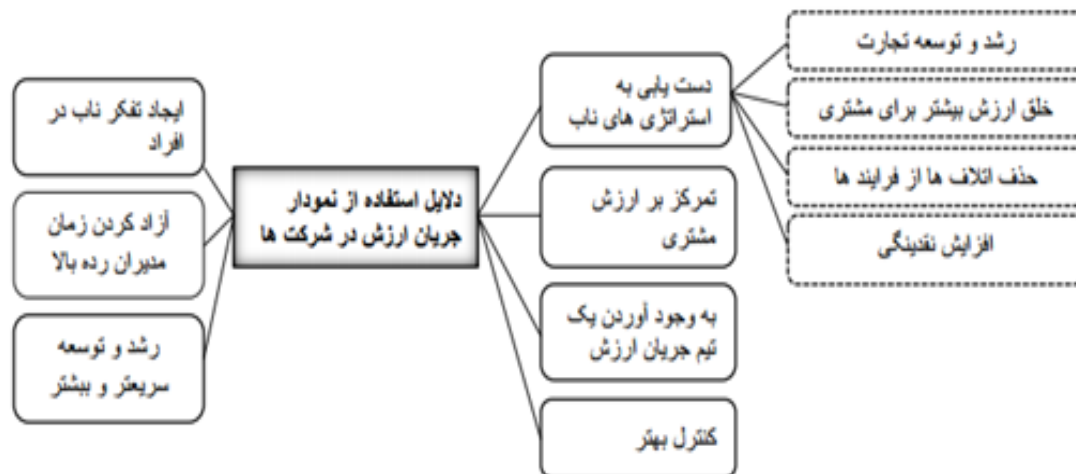 رشد و توسعه تجارت
خلق ارزش بیشتر برای مشتری
حذف اتلاف ها از فرایند ها
افزایش نقدینگی
دست یابی به
استراتژی های ناب
تمرکز بر ارزش
مشتری
به وجود آوردن یک
تیم جریان ارزش
کنترل بهتر
دلایل استفاده از نمودار
جریان ارزش در شرکت ها
ایجاد تفکر ناب در
افراد
آزاد کردن زمان
مدیران رده بالا
رشد و توسعه
سریعتر و بیشتر